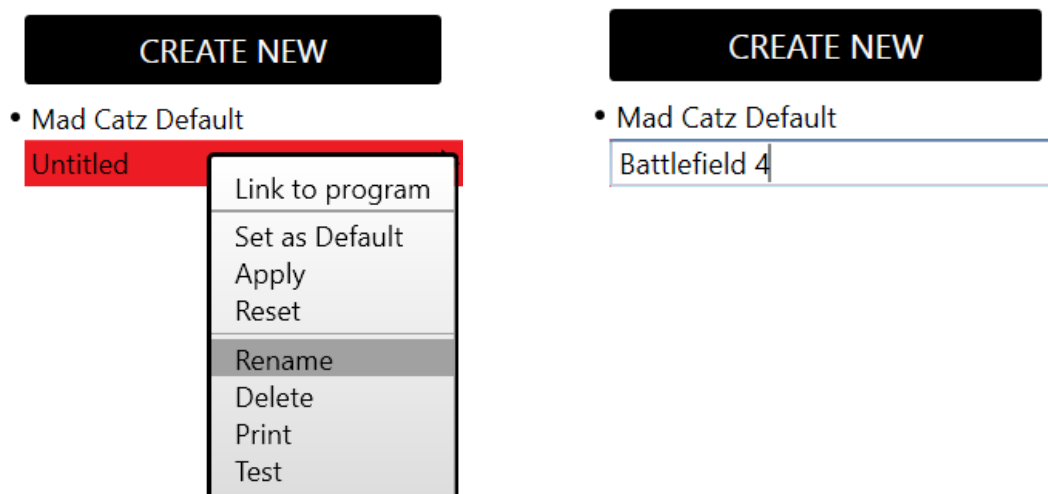 CREATE NEW
• Mad Catz Default
Untitled
Link to program
Set as Default
Apply
Reset
Rename
Delete
Print
Test
CREATE NEW
• Mad Catz Default
Battlefield 4